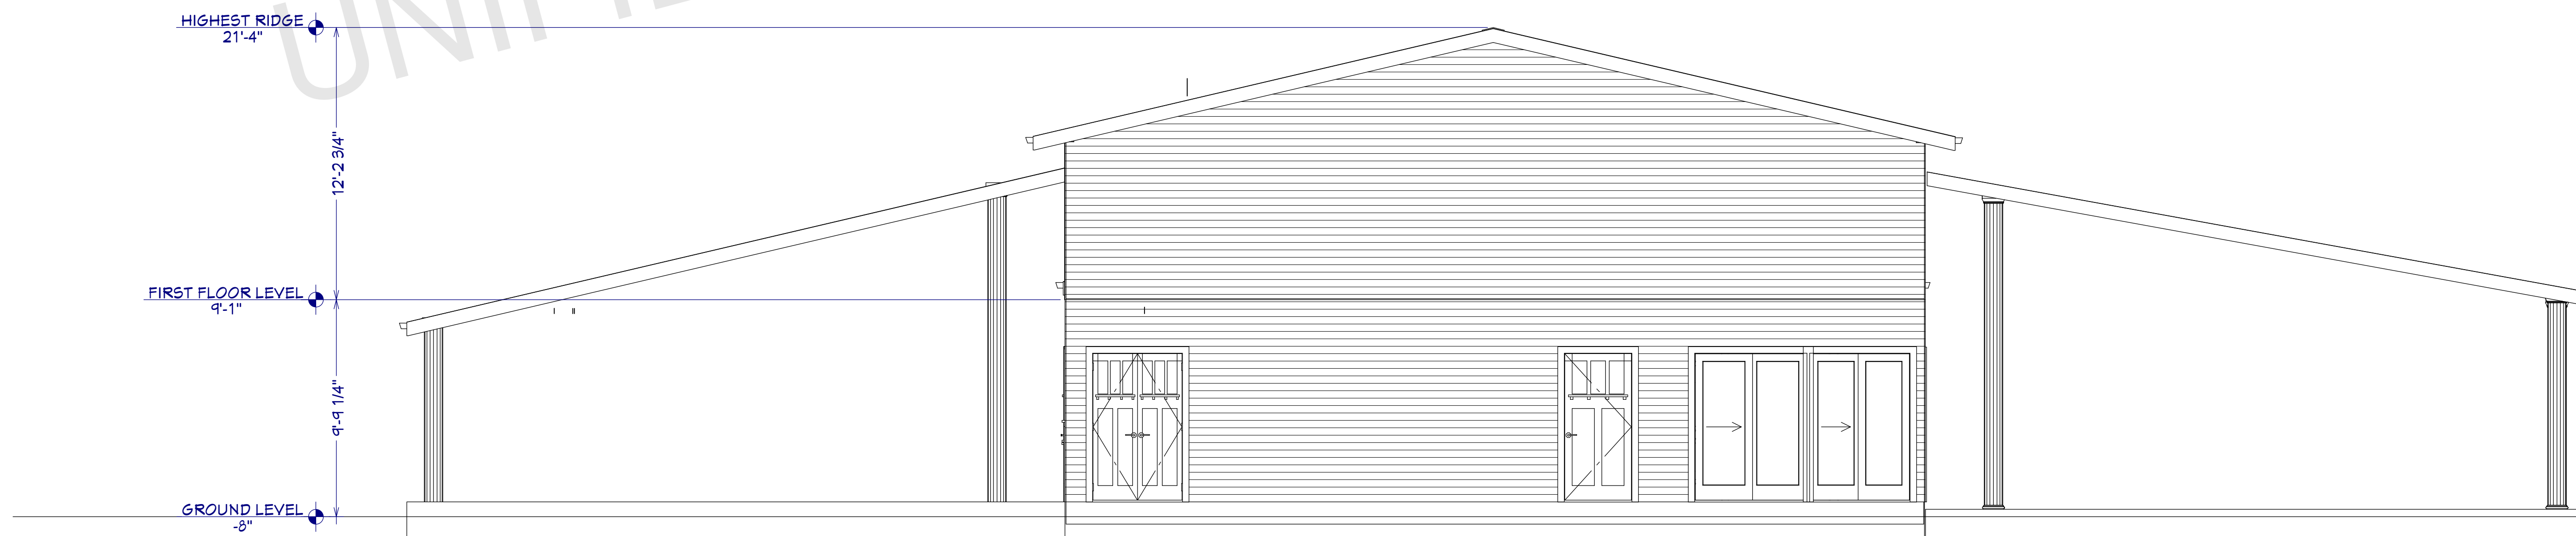 HIGHEST RIDGE
21'-4"
12'-2 3/4"
FIRST FLOOR LEVEL
9'-1"
9'-9 1/4"
GROUND LEVEL
-8"